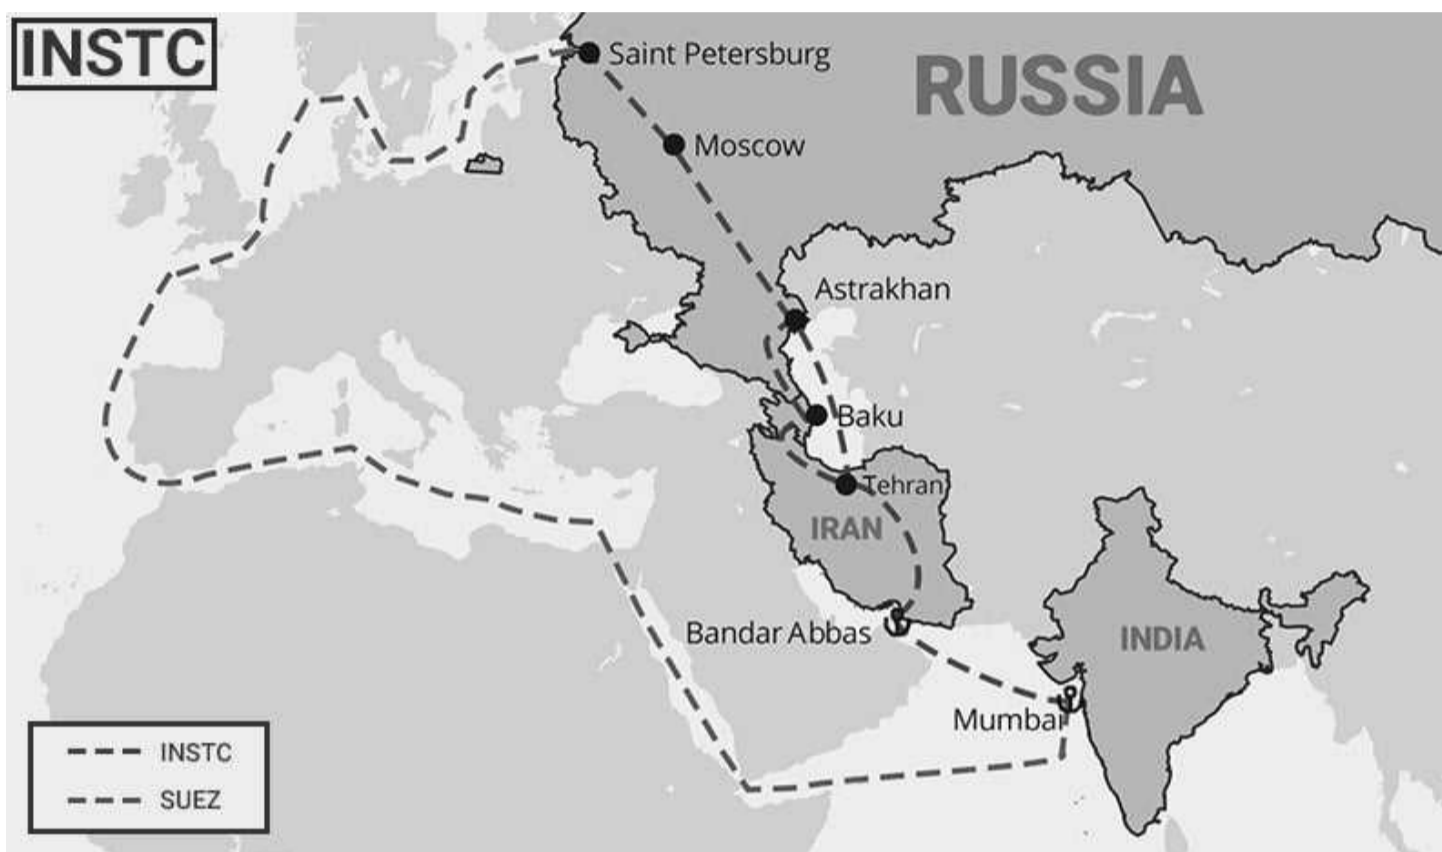 INSTC
Saint Petersburg
RUSSIA
Moscow
Astrakhan
Baku
Tehran
IRAN
Bandar Abbas
INDIA
Mumbai
INSTC
SUEZ